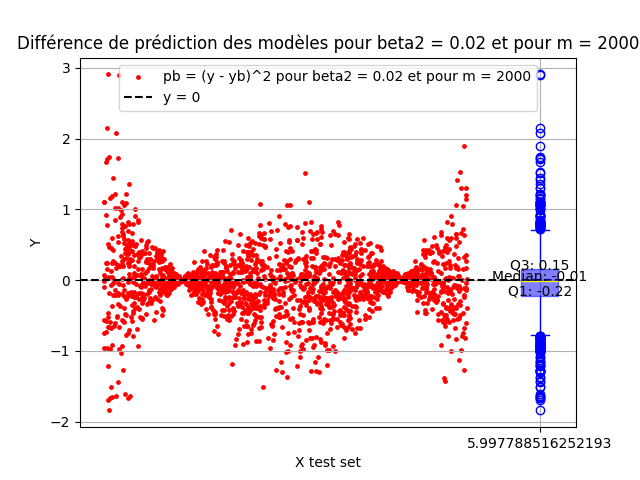 Différence de prédiction des modèles pour beta2 = 0.02 et pour m = 2000
pb = (y - yb)^2 pour beta2 = 0.02 et pour m = 2000
y = 0
3
2
1
0
−1
−2
Y
Q3: 0.15
Median: -0.01
Q1: -0.22
5.997788516252193
X test set